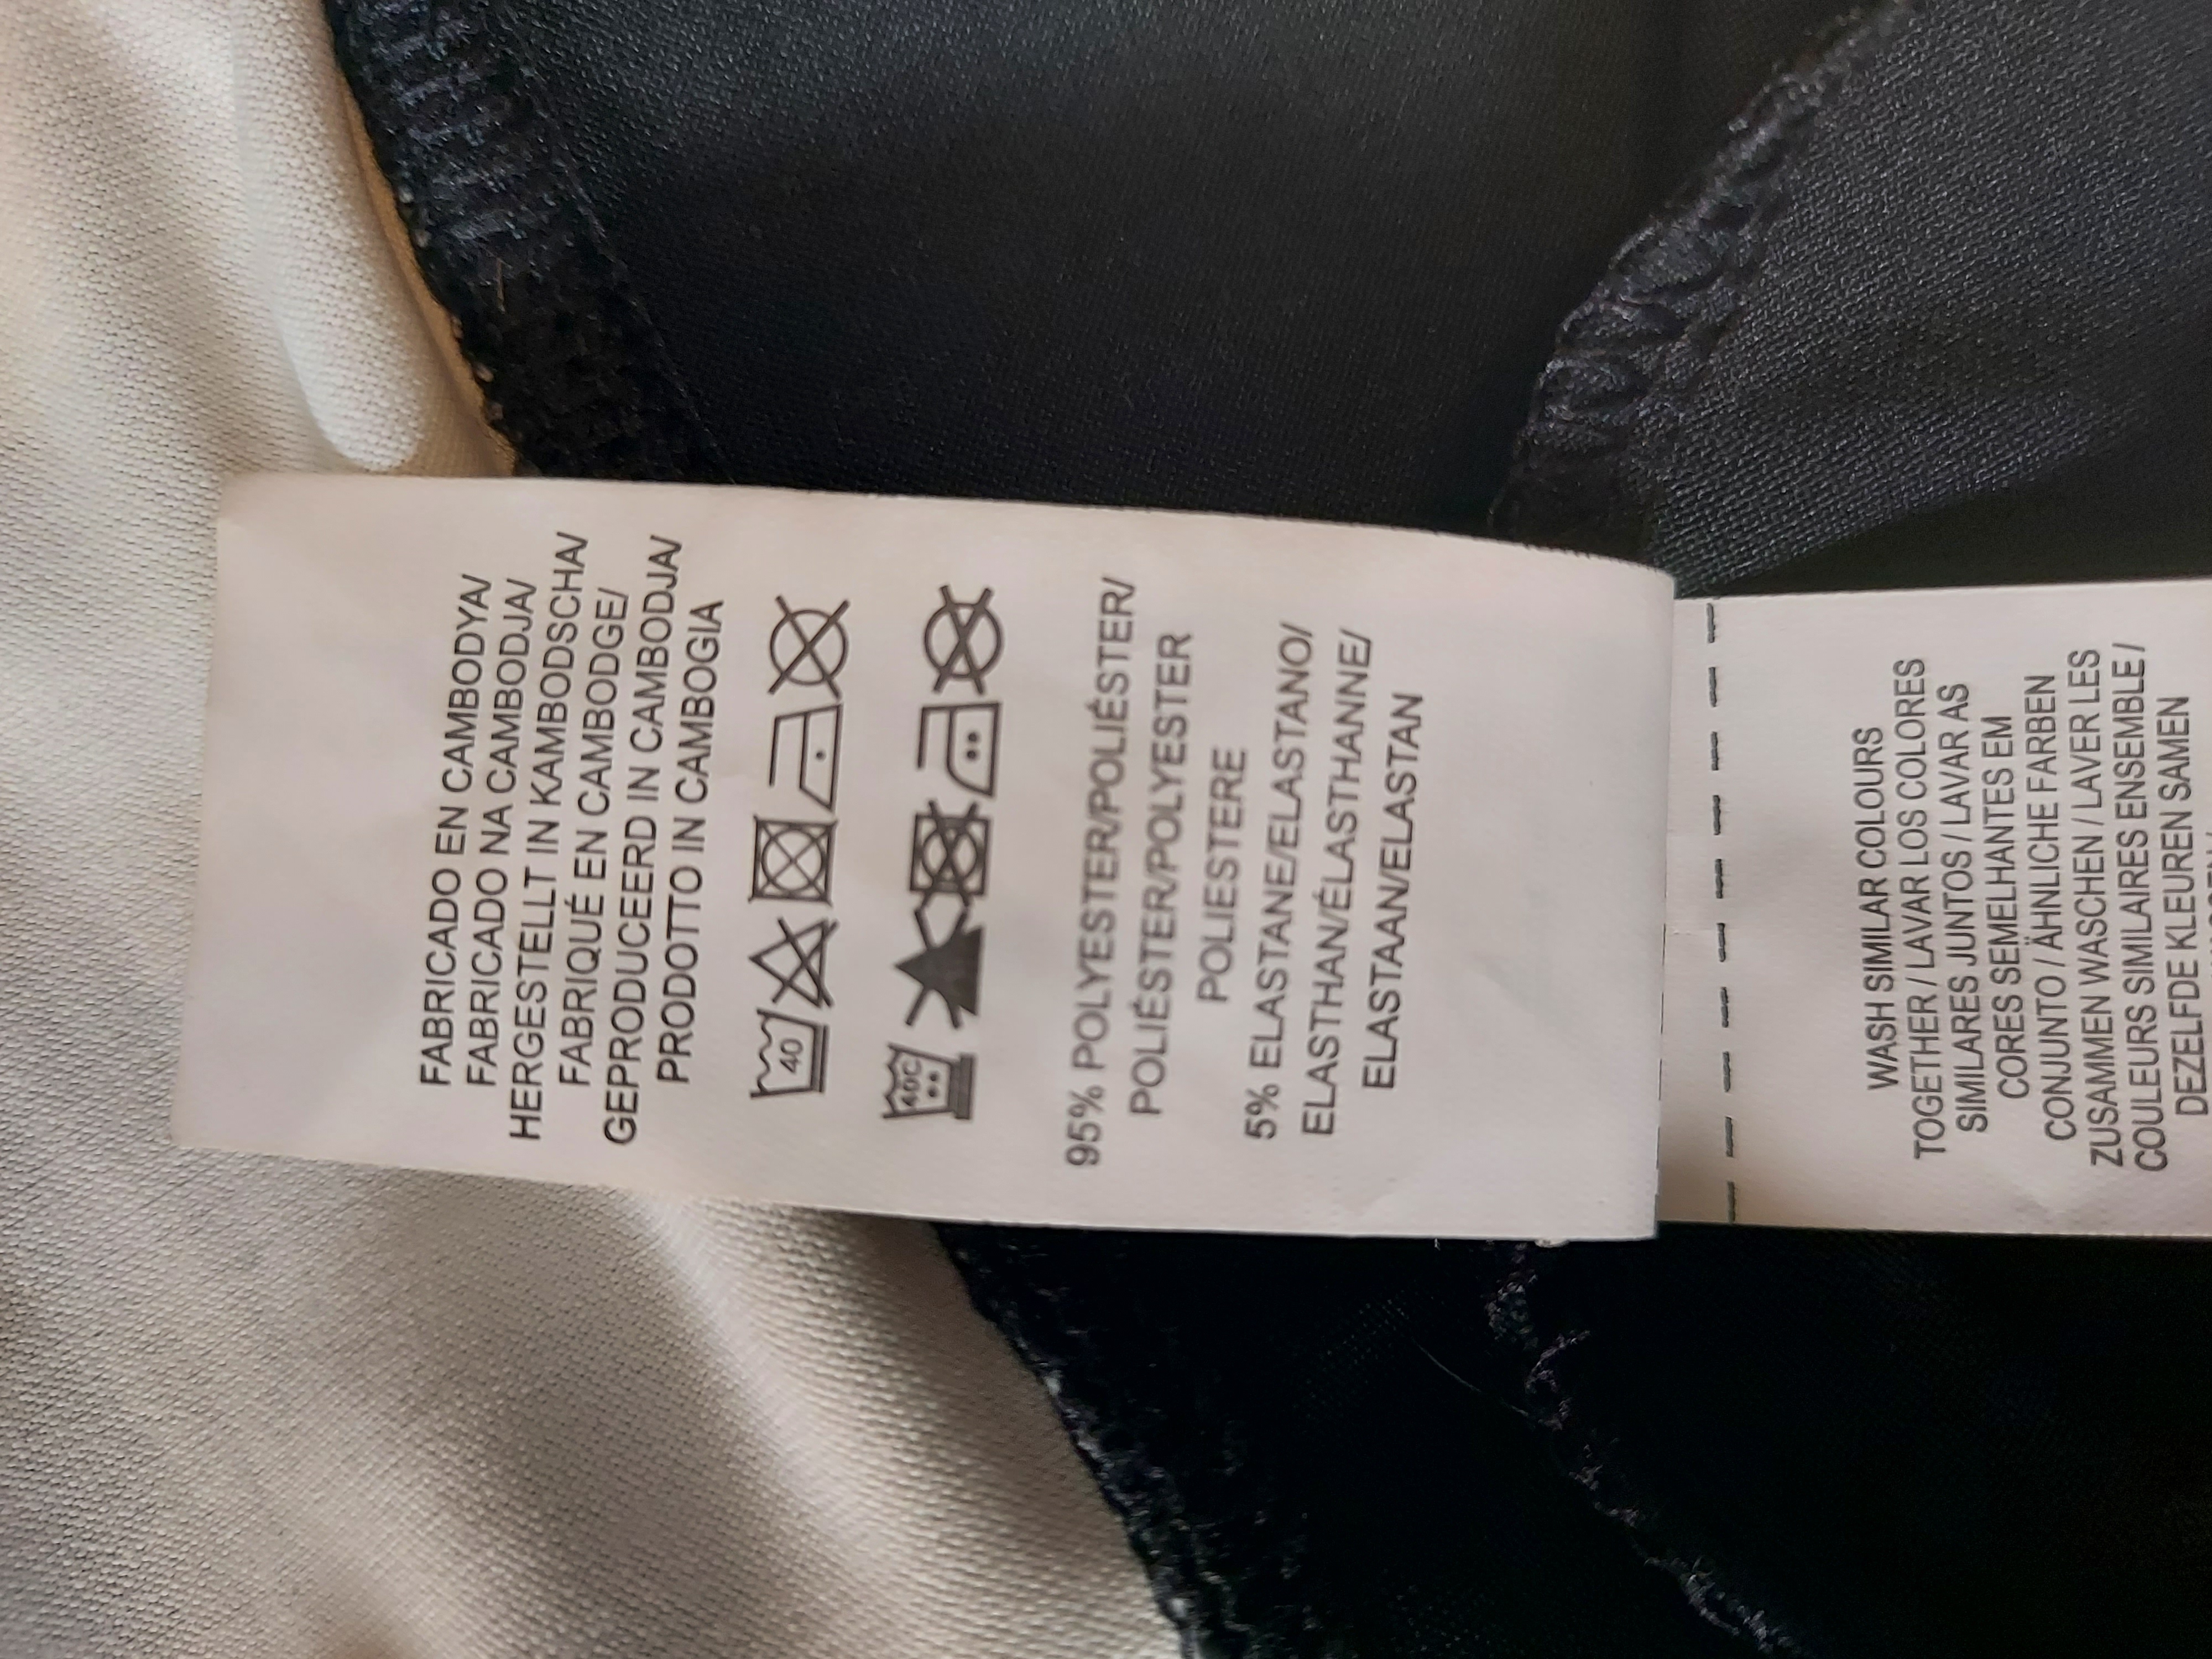 FABRICADO EN CAMBODYA/
FABRICADO NA CAMBODJA/
HERGESTELLT IN KAMBODSCHA/
FABRIQUÉ EN CAMBODGE/
GEPRODUCEERD IN CAMBODJA/
PRODOTTO IN CAMBOGIA
40
40C
95% POLYESTER/POLIÉSTER/
POLIÉSTER/POLYESTER
POLIESTERE
5% ELASTANE/ELASTANO/
ELASTHAN/ÉLASTHANNE/
ELASTAAN/ELASTAN
WASH SIMILAR COLOURS
TOGETHER / LAVAR LOS COLORES
SIMILARES JUNTOS / LAVAR AS
CORES SEMELHANTES EM
CONJUNTO / ÄHNLICHE FARBEN
ZUSAMMEN WASCHEN / LAVER LES
COULEURS SIMILAIRES ENSEMBLE /
DEZELFDE KLEUREN SAMEN